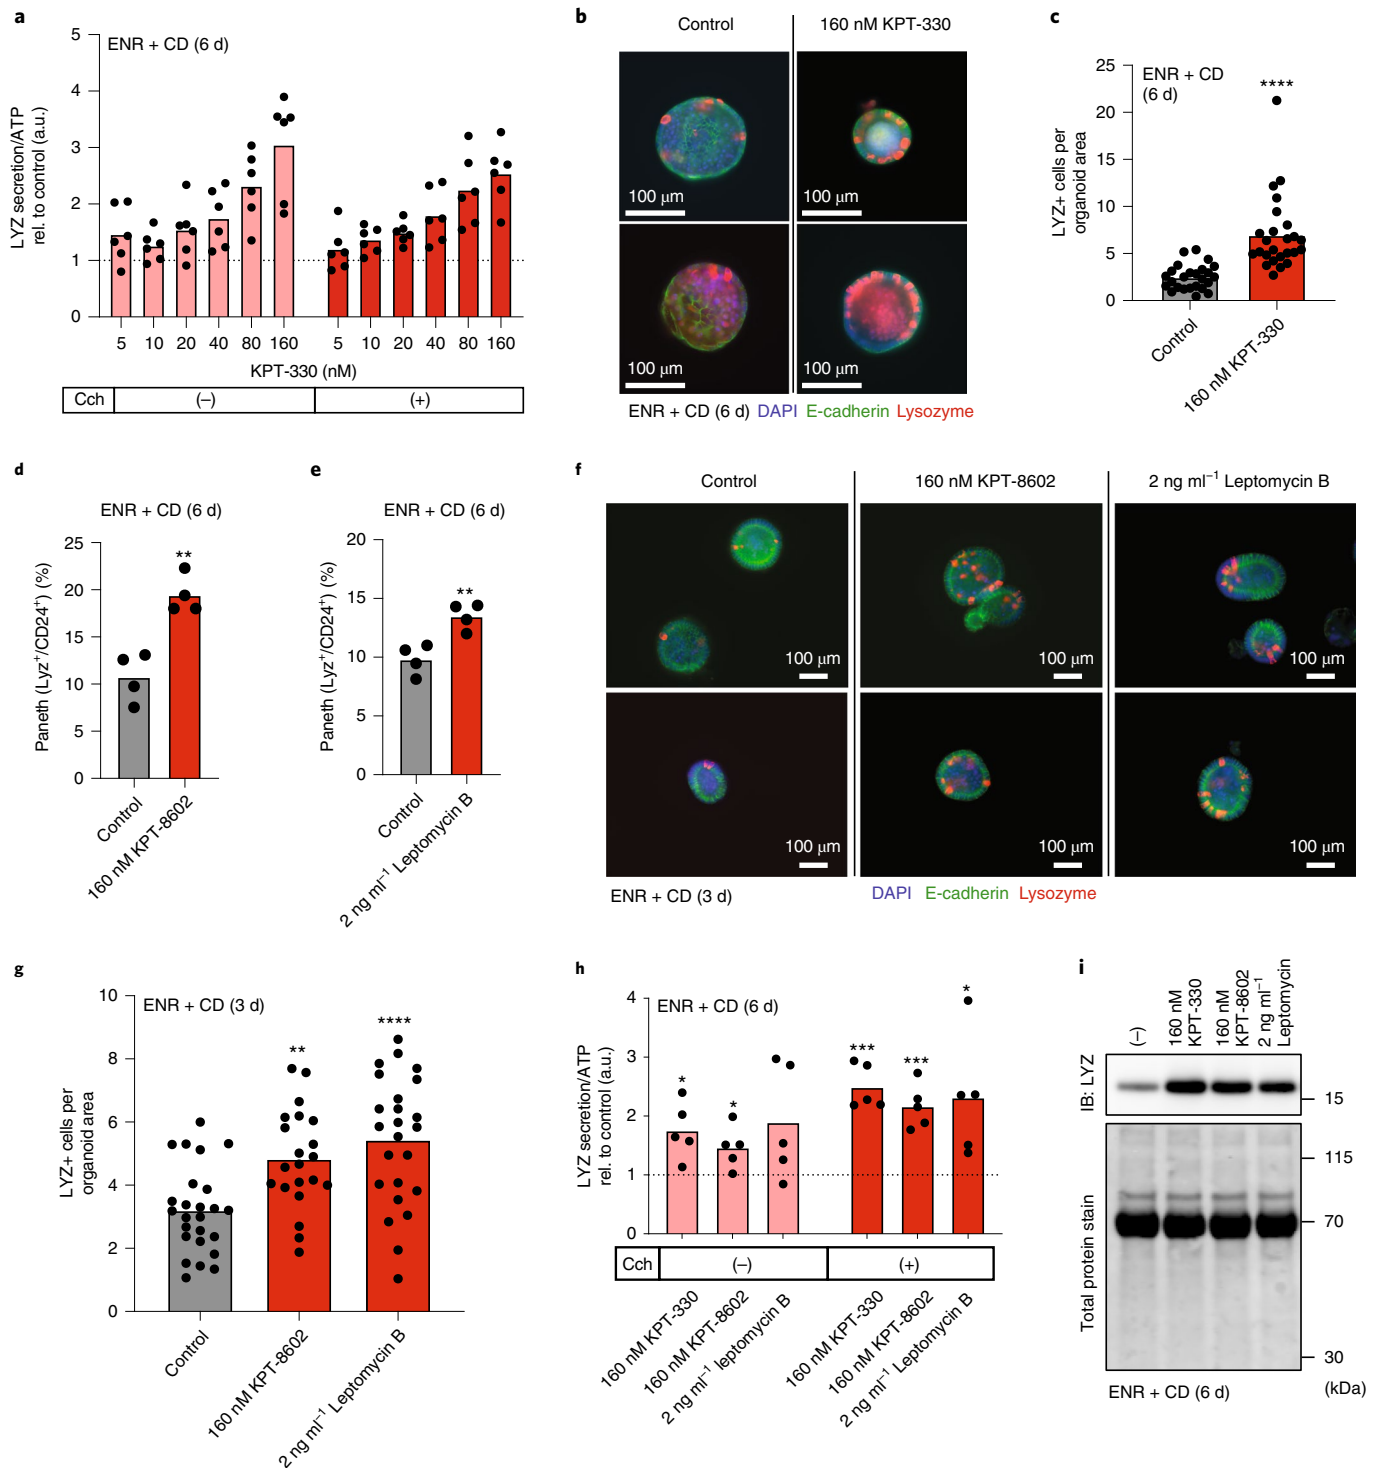 a
ENR + CD (6 d)
LYZ secretion/ATP
rel. to control (a.u.)
5
4
3
2
1
0
5 10 20 40 80 160 5 10 20 40 80 160
KPT-330 (nM)
Cch (–) (+)
b
Control 160 nM KPT-330
100 µm 100 µm
100 µm 100 µm
ENR + CD (6 d) DAPI E-cadherin Lysozyme
c
ENR + CD
(6 d)
LYZ+ cells per
organoid area
25
20
15
10
5
0
****
Control
160 nM KPT-330
d
ENR + CD (6 d)
Paneth (Lyz⁺/CD24⁺) (%)
25
20
15
10
5
0
**
Control
160 nM KPT-8602
e
ENR + CD (6 d)
Paneth (Lyz⁺/CD24⁺) (%)
20
15
10
5
0
**
Control
2 ng ml⁻¹ Leptomycin B
f
Control 160 nM KPT-8602 2 ng ml⁻¹ Leptomycin B
100 µm 100 µm 100 µm
100 µm 100 µm 100 µm
ENR + CD (3 d) DAPI E-cadherin Lysozyme
g
ENR + CD (3 d)
LYZ+ cells per
organoid area
10
8
6
4
2
0
**
****
Control
160 nM KPT-8602
2 ng ml⁻¹ Leptomycin B
h
ENR + CD (6 d)
LYZ secretion/ATP
rel. to control (a.u.)
4
3
2
1
0
* * *** *** *
Cch (–) (+)
160 nM KPT-330
160 nM KPT-8602
2 ng ml⁻¹ leptomycin B
160 nM KPT-330
160 nM KPT-8602
2 ng ml⁻¹ Leptomycin B
i
(–)
160 nM
KPT-330
160 nM
KPT-8602
2 ng ml⁻¹
Leptomycin
IB: LYZ
15
Total protein stain
115
70
30
(kDa)
ENR + CD (6 d)